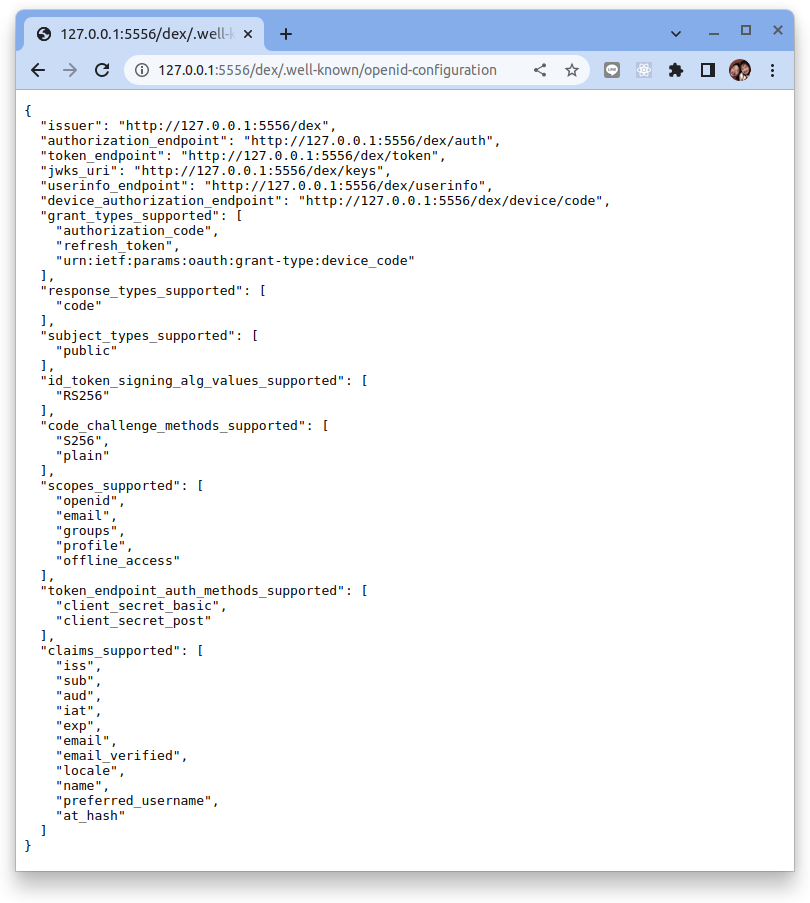 127.0.0.1:5556/dex/.well-k
127.0.0.1:5556/dex/.well-known/openid-configuration
{
  "issuer": "http://127.0.0.1:5556/dex",
  "authorization_endpoint": "http://127.0.0.1:5556/dex/auth",
  "token_endpoint": "http://127.0.0.1:5556/dex/token",
  "jwks_uri": "http://127.0.0.1:5556/dex/keys",
  "userinfo_endpoint": "http://127.0.0.1:5556/dex/userinfo",
  "device_authorization_endpoint": "http://127.0.0.1:5556/dex/device/code",
  "grant_types_supported": [
    "authorization_code",
    "refresh_token",
    "urn:ietf:params:oauth:grant-type:device_code"
  ],
  "response_types_supported": [
    "code"
  ],
  "subject_types_supported": [
    "public"
  ],
  "id_token_signing_alg_values_supported": [
    "RS256"
  ],
  "code_challenge_methods_supported": [
    "S256",
    "plain"
  ],
  "scopes_supported": [
    "openid",
    "email",
    "groups",
    "profile",
    "offline_access"
  ],
  "token_endpoint_auth_methods_supported": [
    "client_secret_basic",
    "client_secret_post"
  ],
  "claims_supported": [
    "iss",
    "sub",
    "aud",
    "iat",
    "exp",
    "email",
    "email_verified",
    "locale",
    "name",
    "preferred_username",
    "at_hash"
  ]
}